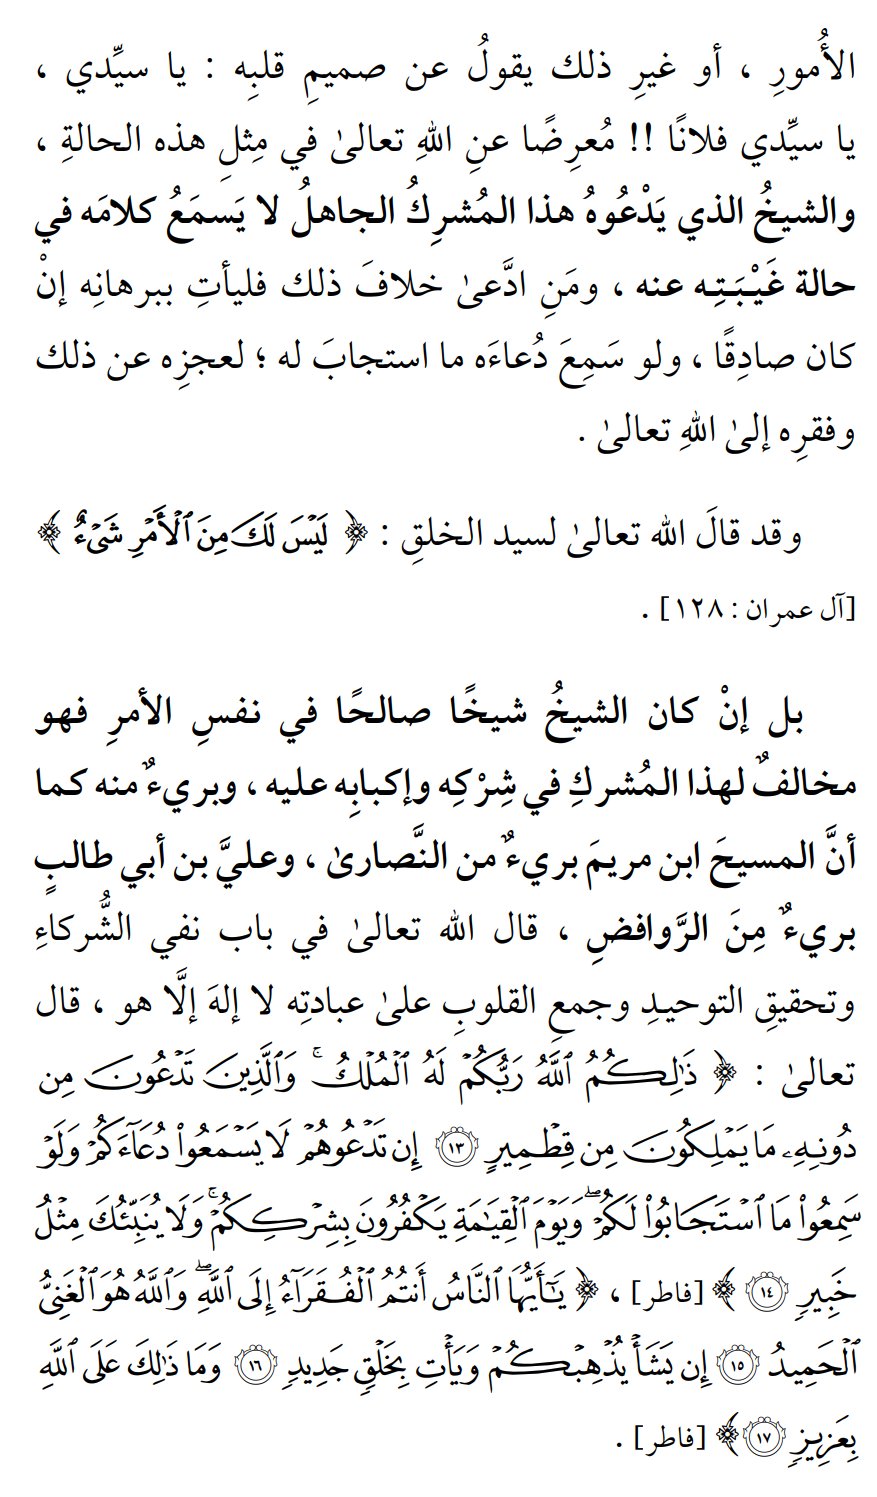 الأُمورِ ، أو غيرِ ذلك يقولُ عن صميمِ قلبِه : يا سيِّدي ،
يا سيِّدي فلانًا !! مُعرِضًا عنِ اللهِ تعالىٰ في مِثلِ هذه الحالةِ ،
والشيخُ الذي يَدْعُوهُ هذا المُشرِكُ الجاهلُ لا يَسمَعُ كلامَه في
حالة غَيْبَـتِـه عنه ، ومَنِ ادَّعىٰ خلافَ ذلك فليأتِ ببرهانِه إنْ
كان صادِقًا ، ولو سَمِعَ دُعاءَه ما استجابَ له ؛ لعجزِه عن ذلك
وفقرِه إلىٰ اللهِ تعالىٰ .
وقد قالَ الله تعالىٰ لسيد الخلقِ : ﴿ لَيۡسَ لَكَ مِنَ ٱلۡأَمۡرِ شَيۡءٌ ﴾
[آل عمران : ١٢٨] .
بل إنْ كان الشيخُ شيخًا صالحًا في نفسِ الأمرِ فهو
مخالفٌ لهذا المُشركِ في شِرْكِه وإكبابِه عليه ، وبريءٌ منه كما
أنَّ المسيحَ ابن مريمَ بريءٌ من النَّصارىٰ ، وعليَّ بن أبي طالبٍ
بريءٌ مِنَ الرَّوافضِ ، قال الله تعالىٰ في باب نفي الشُّركاءِ
وتحقيقِ التوحيدِ وجمعِ القلوبِ علىٰ عبادتِه لا إلهَ إلَّا هو ، قال
تعالىٰ : ﴿ ذَٰلِكُمُ ٱللَّهُ رَبُّكُمۡ لَهُ ٱلۡمُلۡكُۚ وَٱلَّذِينَ تَدۡعُونَ مِن
دُونِهِۦ مَا يَمۡلِكُونَ مِن قِطۡمِيرٍ ١٣ إِن تَدۡعُوهُمۡ لَا يَسۡمَعُواْ دُعَآءَكُمۡ وَلَوۡ
سَمِعُواْ مَا ٱسۡتَجَابُواْ لَكُمۡۖ وَيَوۡمَ ٱلۡقِيَٰمَةِ يَكۡفُرُونَ بِشِرۡكِكُمۡۚ وَلَا يُنَبِّئُكَ مِثۡلُ
خَبِيرٖ ١٤ ﴾ [فاطر] ، ﴿ يَٰٓأَيُّهَا ٱلنَّاسُ أَنتُمُ ٱلۡفُقَرَآءُ إِلَى ٱللَّهِۖ وَٱللَّهُ هُوَ ٱلۡغَنِيُّ
ٱلۡحَمِيدُ ١٥ إِن يَشَأۡ يُذۡهِبۡكُمۡ وَيَأۡتِ بِخَلۡقٖ جَدِيدٖ ١٦ وَمَا ذَٰلِكَ عَلَى ٱللَّهِ
بِعَزِيزٖ ١٧ ﴾ [فاطر] .